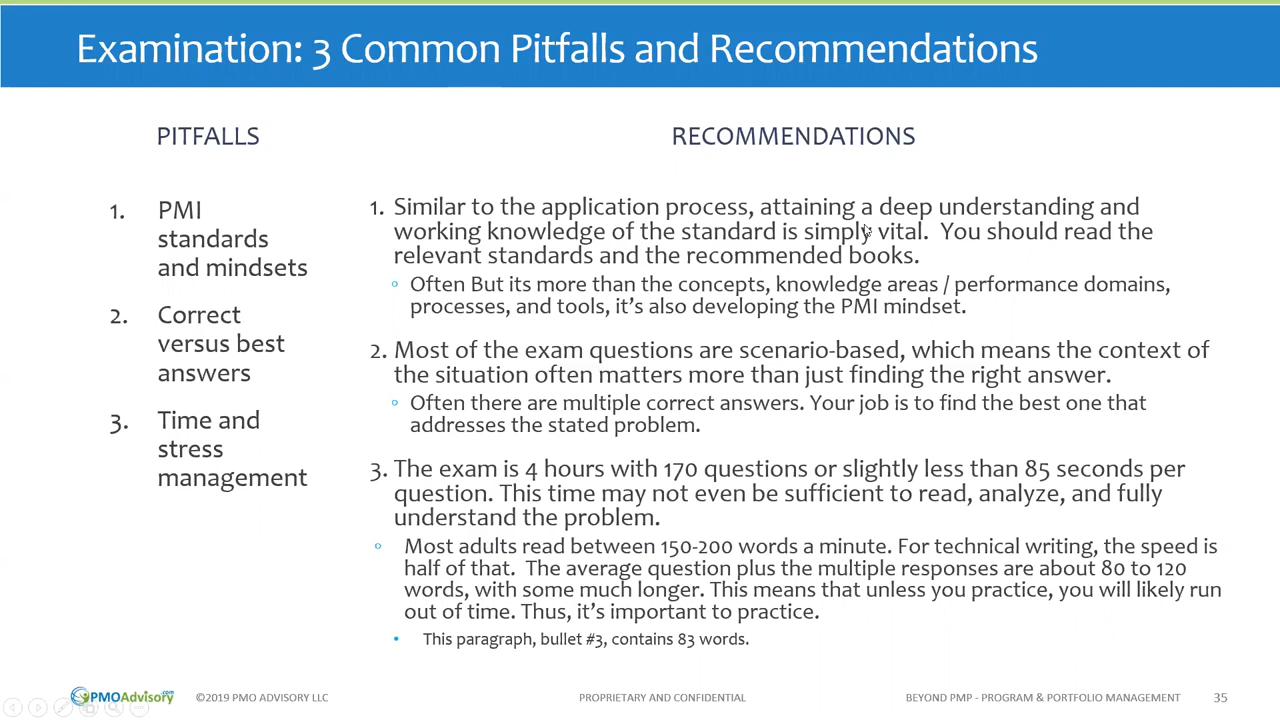 Examination: 3 Common Pitfalls and Recommendations
PITFALLS
1. PMI
standards
and mindsets
2. Correct
versus best
answers
3. Time and
stress
management
RECOMMENDATIONS
1. Similar to the application process, attaining a deep understanding and
working knowledge of the standard is simply vital. You should read the
relevant standards and the recommended books.
Often But its more than the concepts, knowledge areas / performance domains,
processes, and tools, it's also developing the PMI mindset.
2. Most of the exam questions are scenario-based, which means the context of
the situation often matters more than just finding the right answer.
Often there are multiple correct answers. Your job is to find the best one that
addresses the stated problem.
3. The exam is 4 hours with 170 questions or slightly less than 85 seconds per
question. This time may not even be sufficient to read, analyze, and fully
understand the problem.
Most adults read between 150-200 words a minute. For technical writing, the speed is
half of that. The average question plus the multiple responses are about 80 to 120
words, with some much longer. This means that unless you practice, you will likely run
out of time. Thus, it's important to practice.
• This paragraph, bullet #3, contains 83 words.
PMOAdvisory.com
©2019 PMO ADVISORY LLC
PROPRIETARY AND CONFIDENTIAL
BEYOND PMP - PROGRAM & PORTFOLIO MANAGEMENT
35